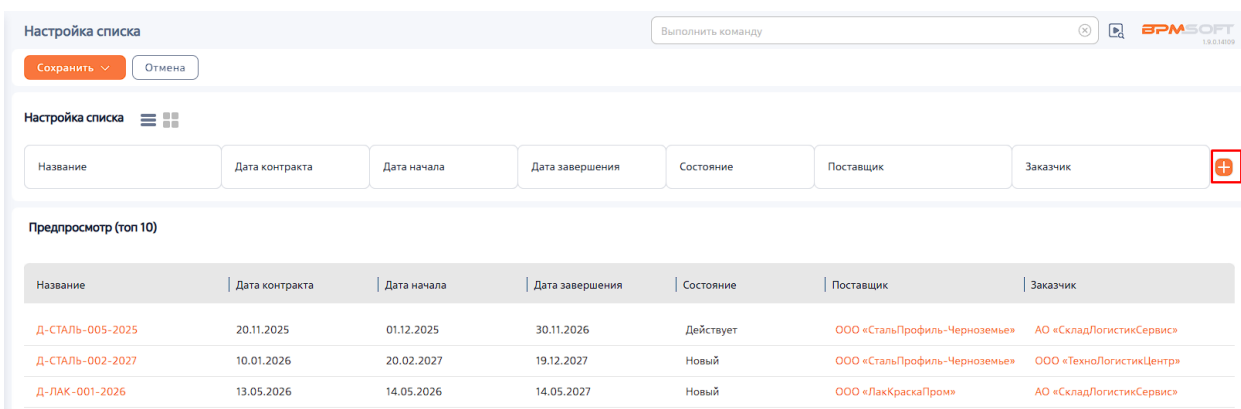 Настройка списка
Выполнить команду
BPMSOFT
1.9.0.14109
Сохранить Отмена
Настройка списка
Название Дата контракта Дата начала Дата завершения Состояние Поставщик Заказчик
Предпросмотр (топ 10)
Название Дата контракта Дата начала Дата завершения Состояние Поставщик Заказчик
Д-СТАЛЬ-005-2025 20.11.2025 01.12.2025 30.11.2026 Действует ООО «СтальПрофиль-Черноземье» АО «СкладЛогистикСервис»
Д-СТАЛЬ-002-2027 10.01.2026 20.02.2027 19.12.2027 Новый ООО «СтальПрофиль-Черноземье» ООО «ТехноЛогистикЦентр»
Д-ЛАК-001-2026 13.05.2026 14.05.2026 14.05.2027 Новый ООО «ЛакКраскаПром» АО «СкладЛогистикСервис»